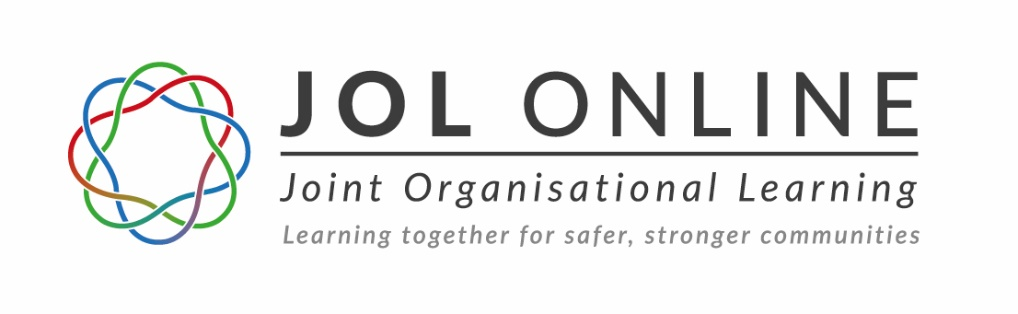 JOL ONLINE
Joint Organisational Learning
Learning together for safer, stronger communities